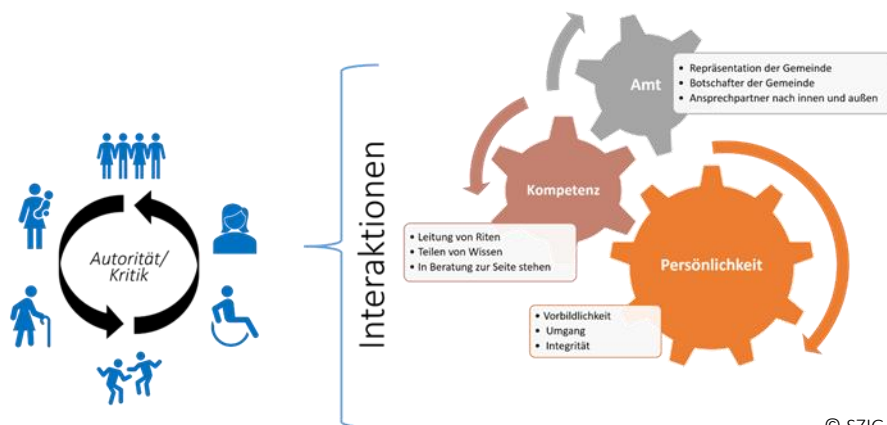 Autorität/
Kritik
Interaktionen
Amt
• Repräsentation der Gemeinde
• Botschafter der Gemeinde
• Ansprechpartner nach innen und außen
Kompetenz
• Leitung von Riten
• Teilen von Wissen
• In Beratung zur Seite stehen
Persönlichkeit
• Vorbildlichkeit
• Umgang
• Integrität
© SZIG